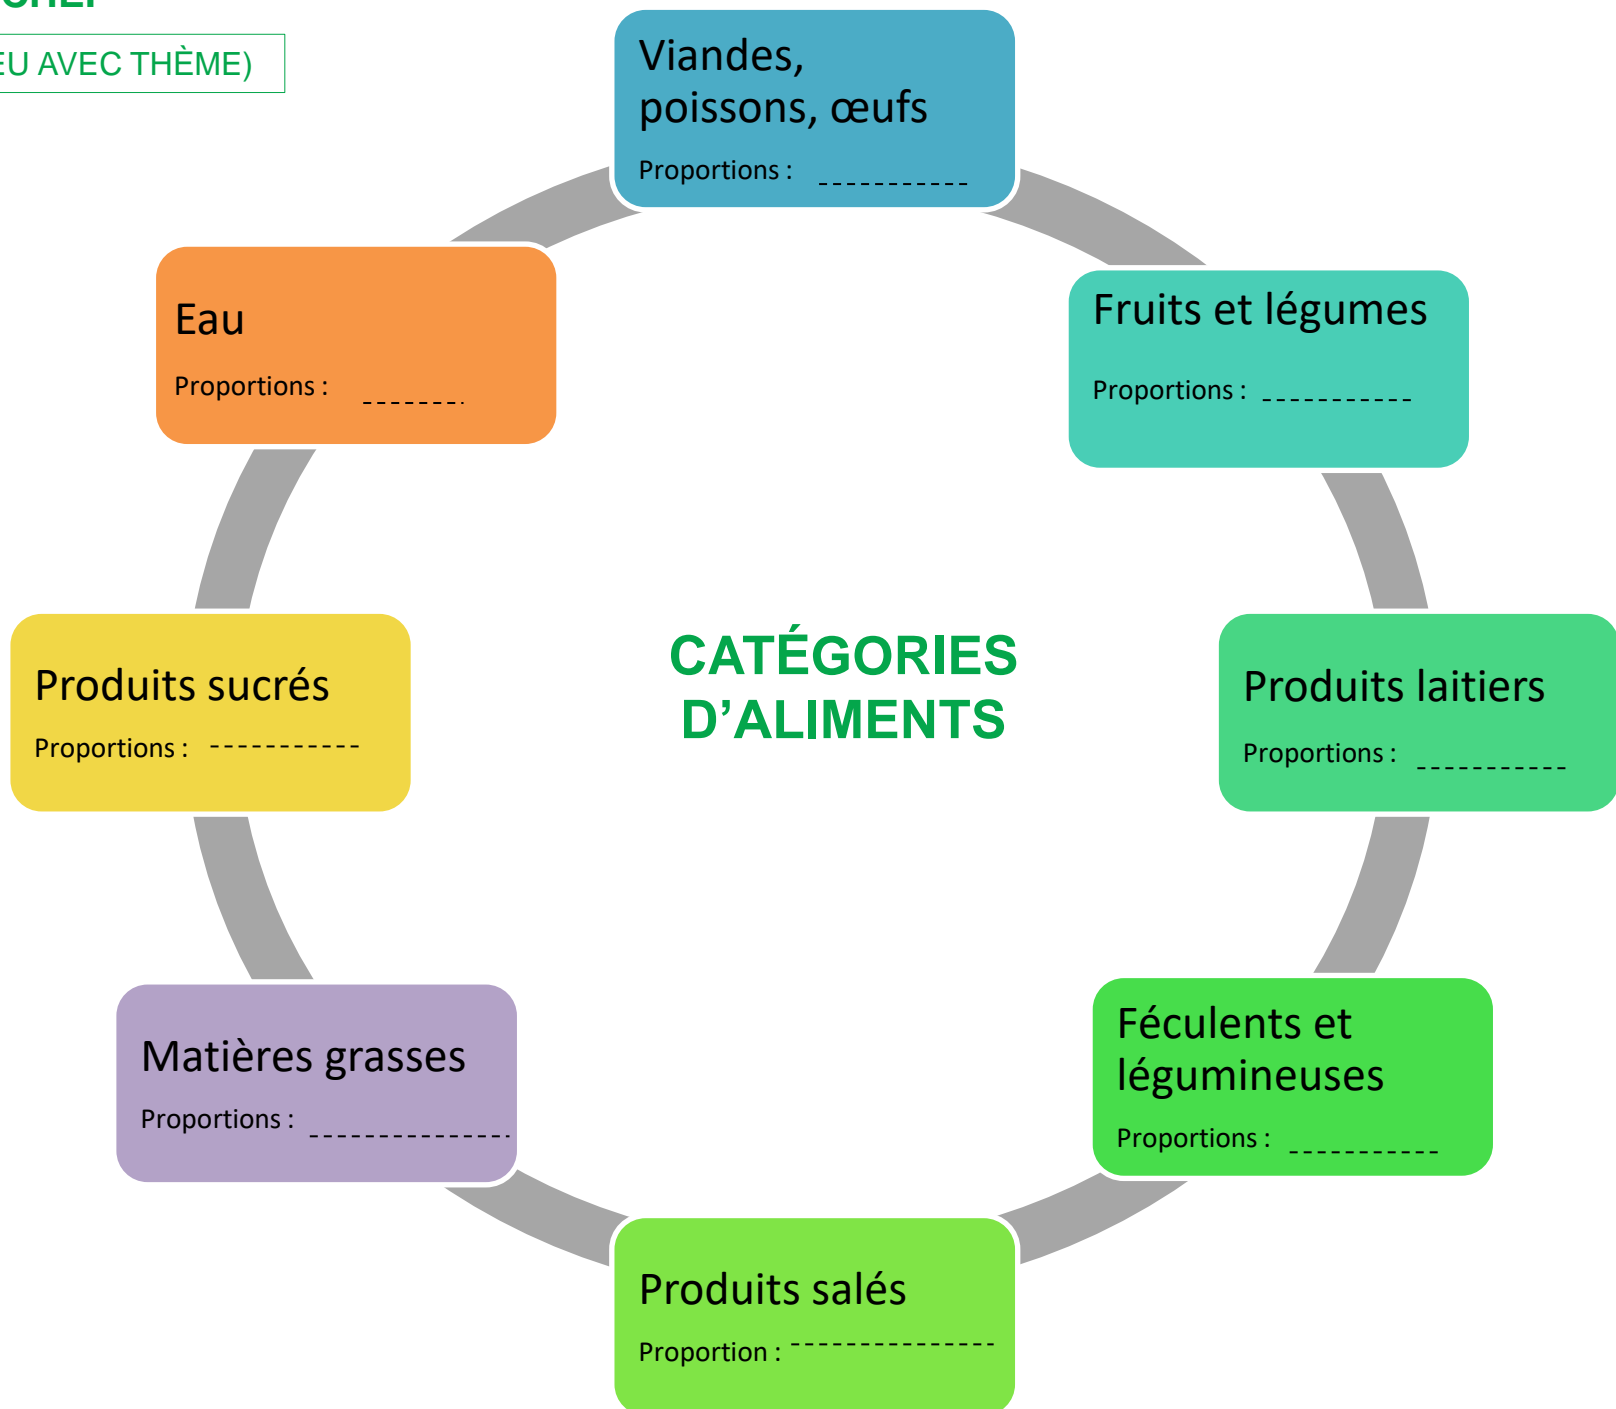 EU AVEC THÈME)
Viandes,
poissons, œufs
Proportions : -----------
Fruits et légumes
Proportions : -----------
Produits laitiers
Proportions : -----------
Féculents et
légumineuses
Proportions : -----------
Produits salés
Proportion : ---------------
Matières grasses
Proportions : ---------------
Produits sucrés
Proportions : -----------
Eau
Proportions : --------
CATÉGORIES
D’ALIMENTS